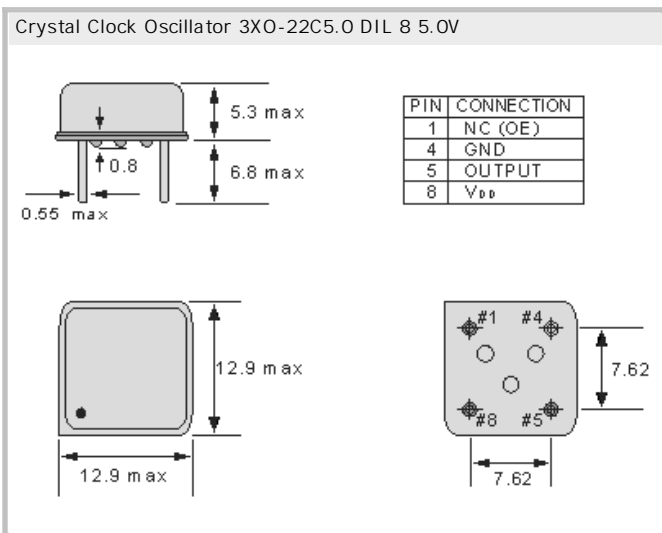 Crystal Clock Oscillator 3XO-22C5.0 DIL 8 5.0V
5.3 max
0.8
6.8 max
0.55 max
PIN CONNECTION
1 NC (OE)
4 GND
5 OUTPUT
8 VDD
12.9 max
12.9 max
#1 #4
7.62
#8 #5
7.62